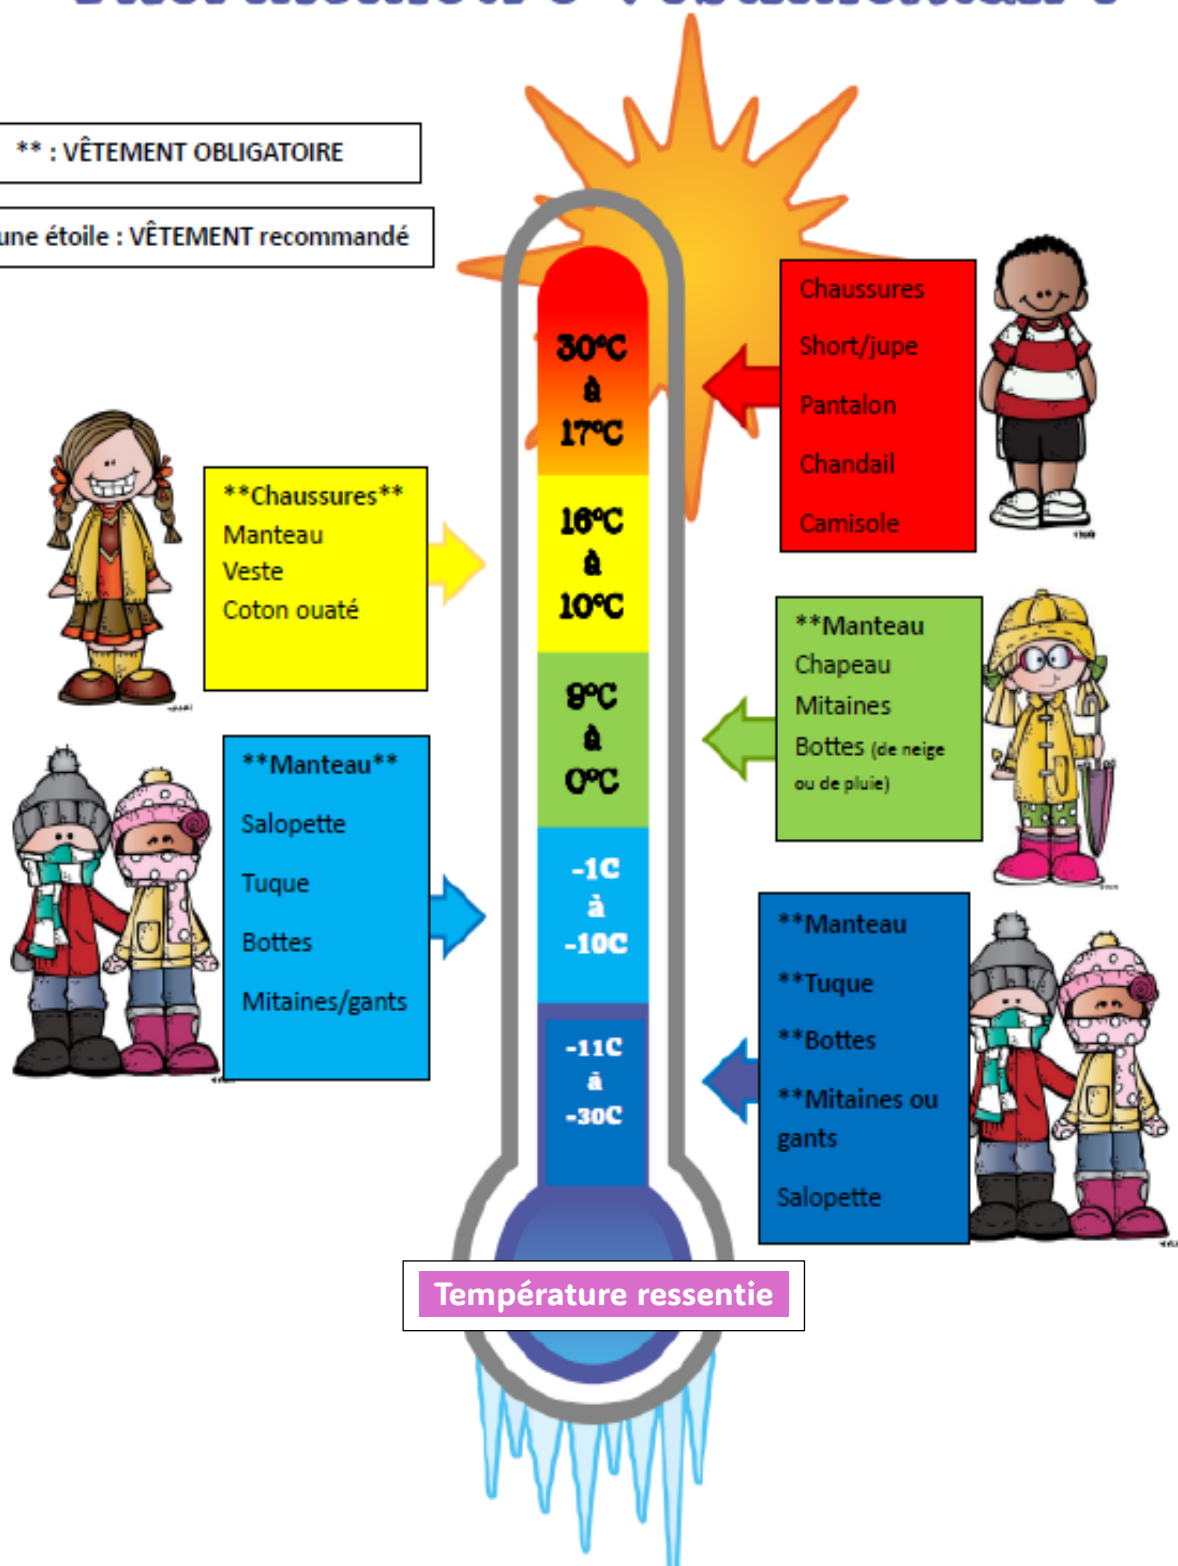 ** : VÊTEMENT OBLIGATOIRE
une étoile : VÊTEMENT recommandé
30°C
à
17°C
Chaussures
Short/jupe
Pantalon
Chandail
Camisole
**Chaussures**
Manteau
Veste
Coton ouaté
16°C
à
10°C
**Manteau
Chapeau
Mitaines
Bottes (de neige
ou de pluie)
9°C
à
0°C
**Manteau**
Salopette
Tuque
Bottes
Mitaines/gants
-1C
à
-10C
**Manteau
**Tuque
**Bottes
**Mitaines ou
gants
Salopette
-11C
à
-30C
Température ressentie